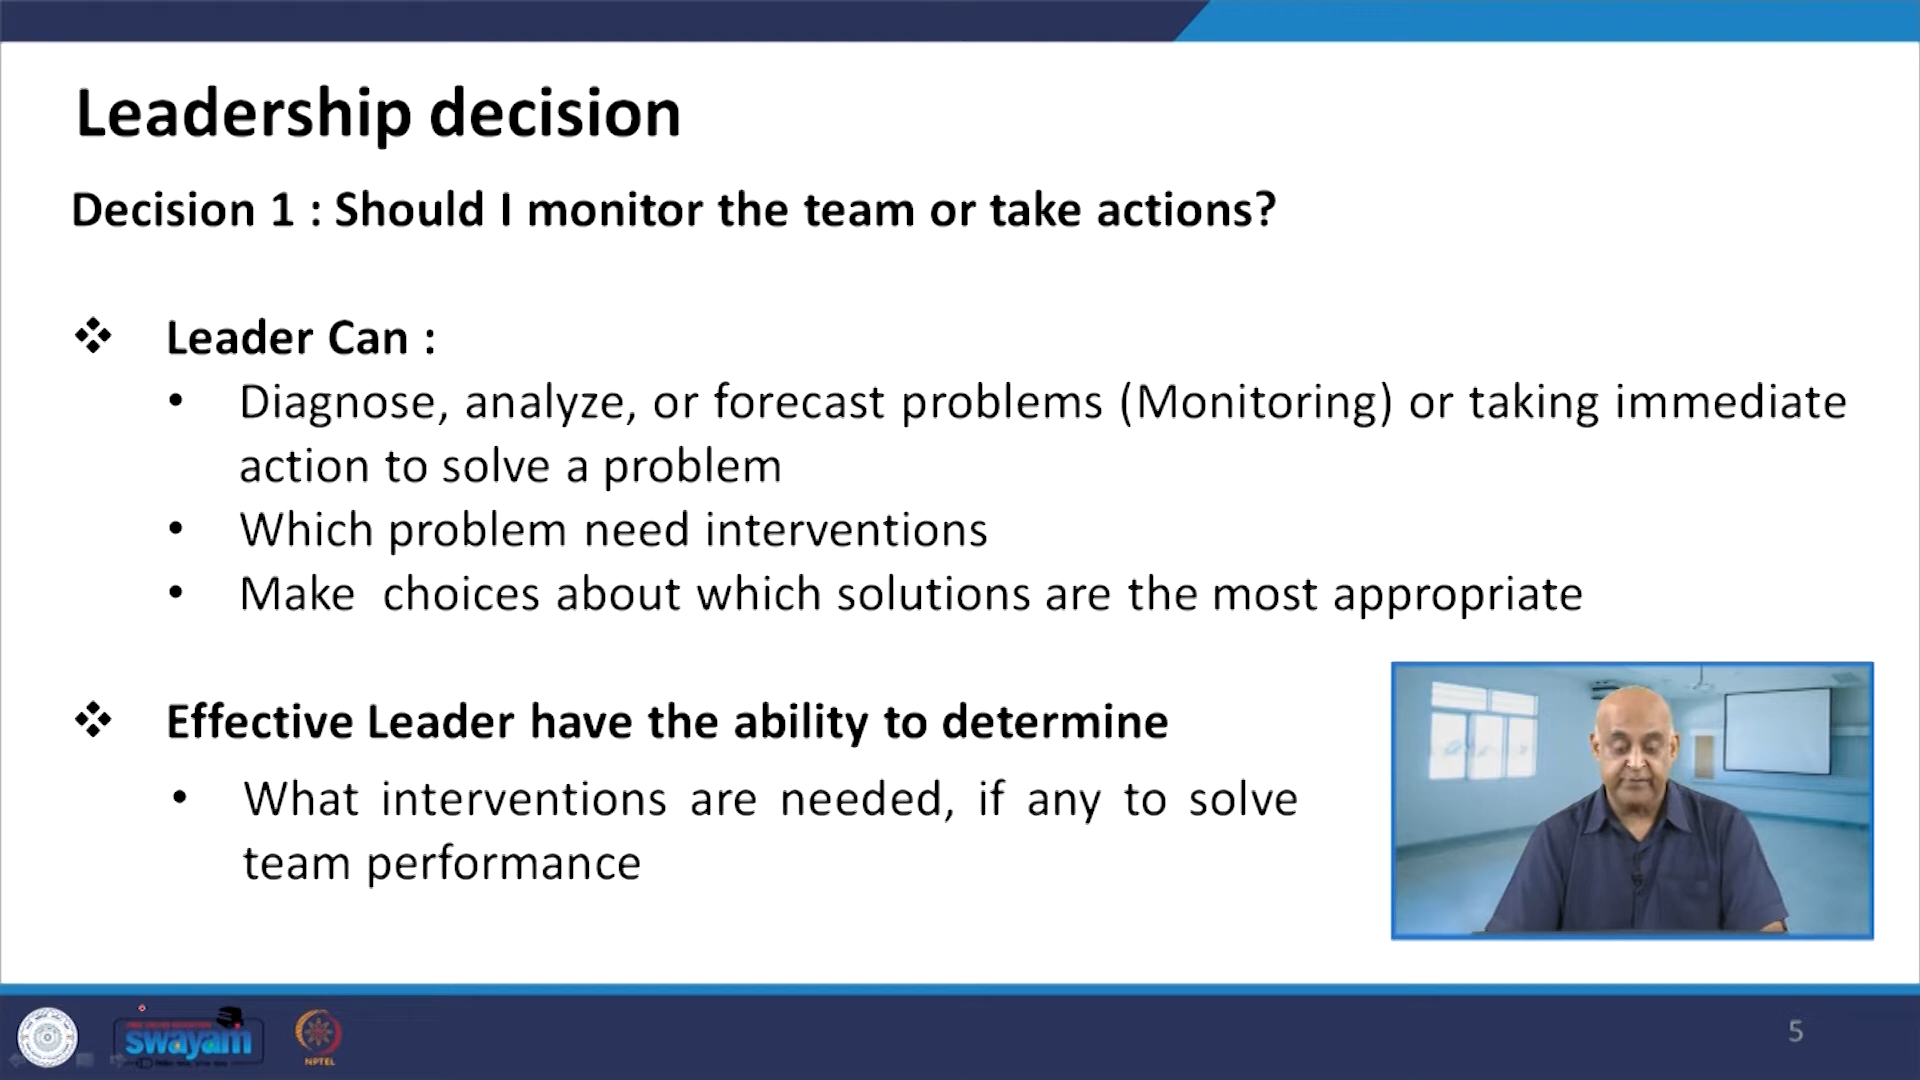 Leadership decision
Decision 1 : Should I monitor the team or take actions?
❖ Leader Can :
• Diagnose, analyze, or forecast problems (Monitoring) or taking immediate
action to solve a problem
• Which problem need interventions
• Make choices about which solutions are the most appropriate
❖ Effective Leader have the ability to determine
• What interventions are needed, if any to solve
team performance
swayam
NPTEL
5